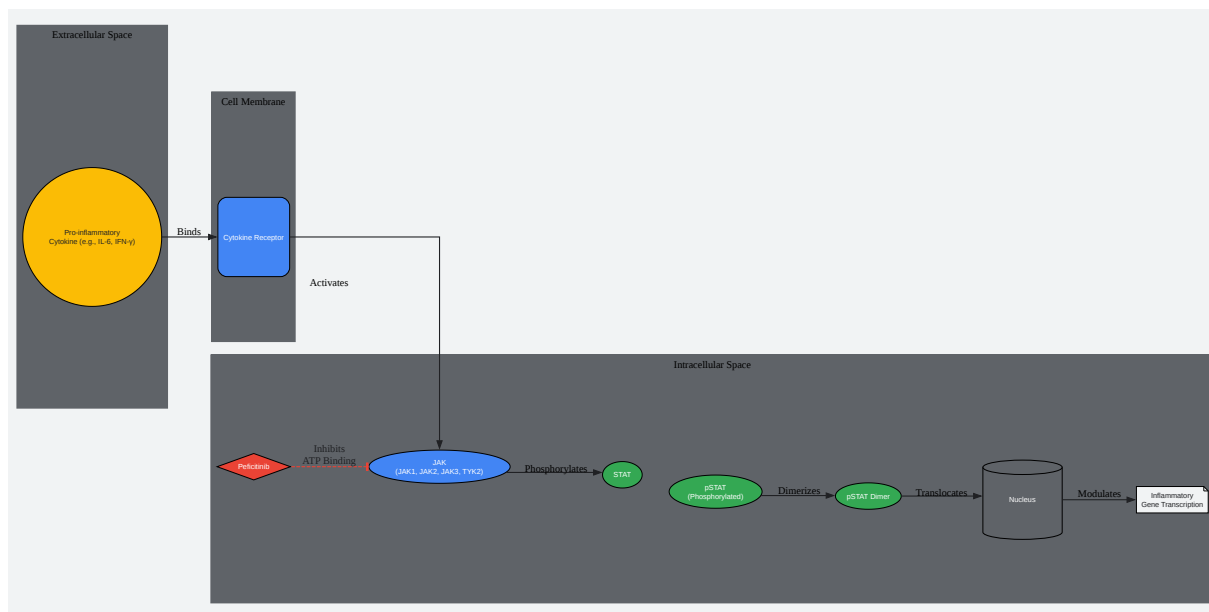 Extracellular Space
Cell Membrane
Pro-inflammatory
Cytokine (e.g., IL-6, IFN-γ)
Binds
Cytokine Receptor
Activates
Intracellular Space
Peficitinib
Inhibits
ATP Binding
JAK
(JAK1, JAK2, JAK3, TYK2)
Phosphorylates
STAT
pSTAT
(Phosphorylated)
Dimerizes
pSTAT Dimer
Translocates
Nucleus
Modulates
Inflammatory
Gene Transcription